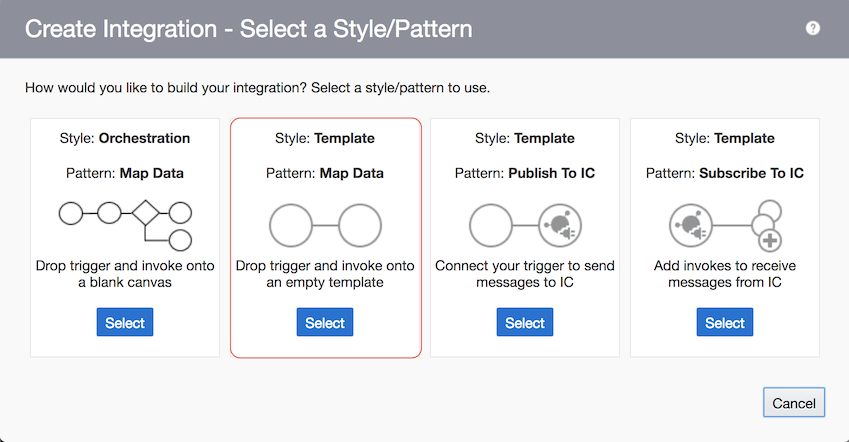 Create Integration - Select a Style/Pattern
?
How would you like to build your integration? Select a style/pattern to use.
Style: Orchestration
Pattern: Map Data
Drop trigger and invoke onto
a blank canvas
Select
Style: Template
Pattern: Map Data
Drop trigger and invoke onto
an empty template
Select
Style: Template
Pattern: Publish To IC
Connect your trigger to send
messages to IC
Select
Style: Template
Pattern: Subscribe To IC
Add invokes to receive
messages from IC
Select
Cancel